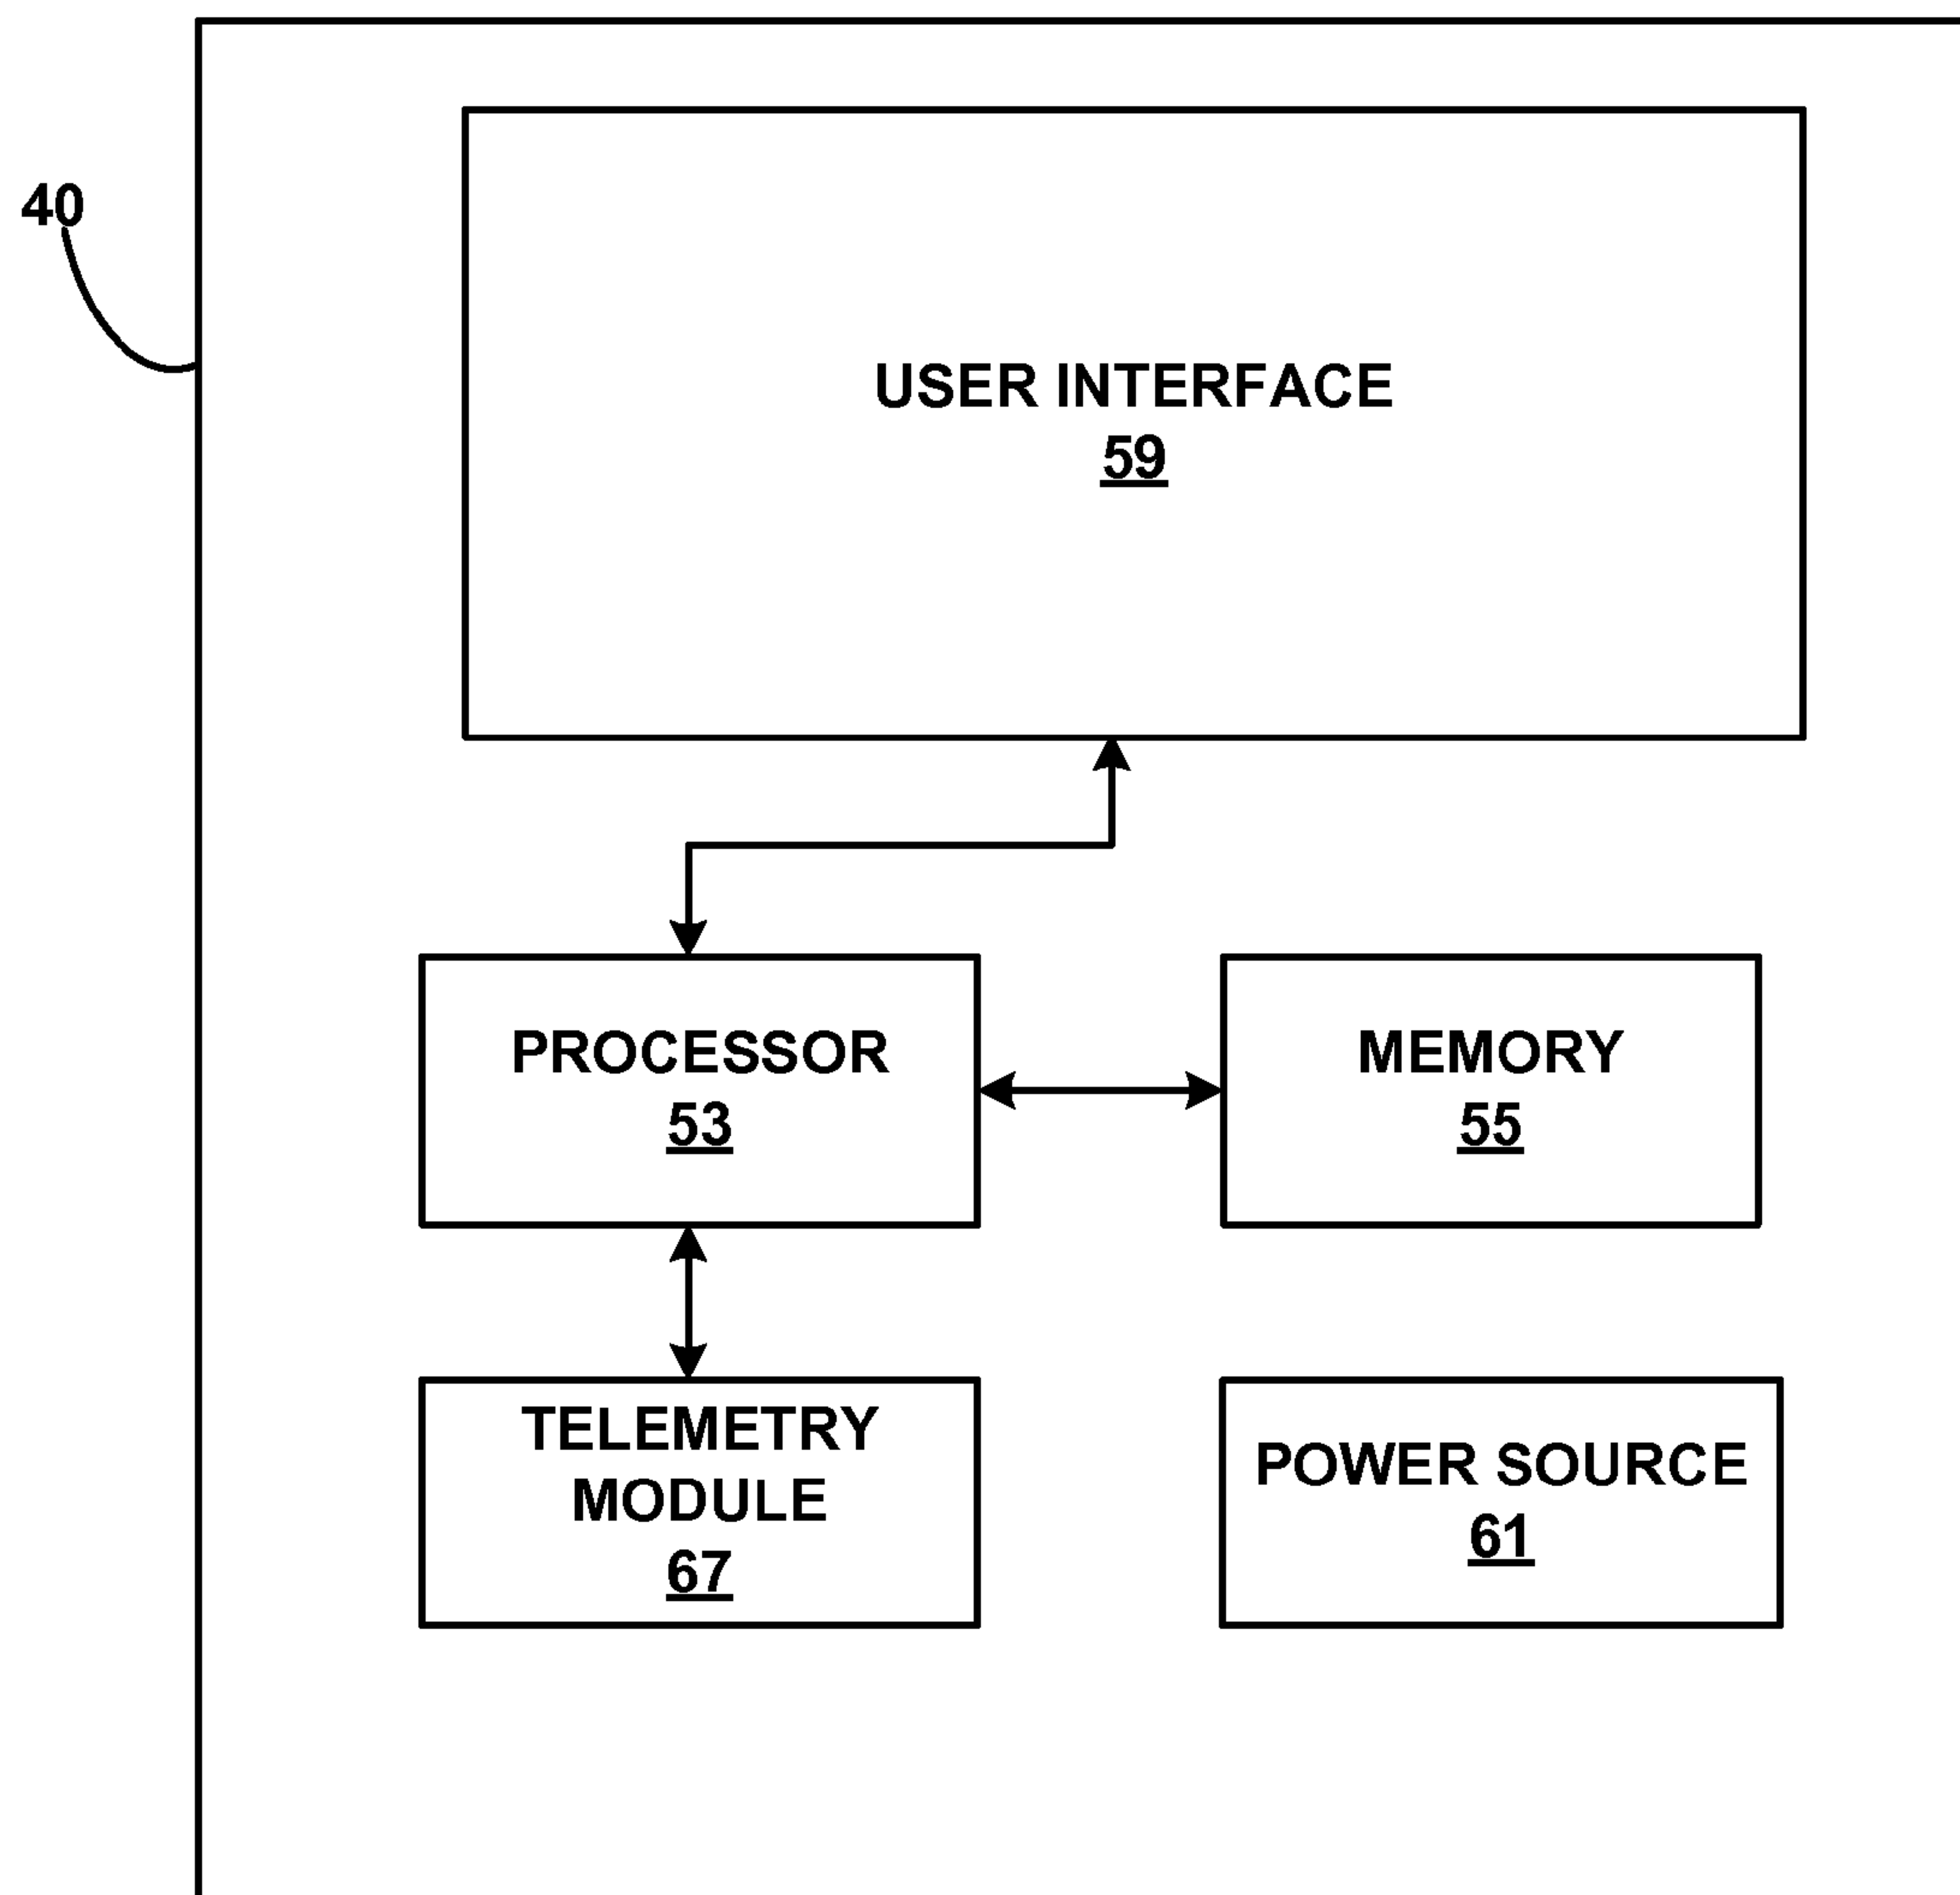 40
USER INTERFACE
59
PROCESSOR
53
MEMORY
55
TELEMETRY
MODULE
67
POWER SOURCE
61